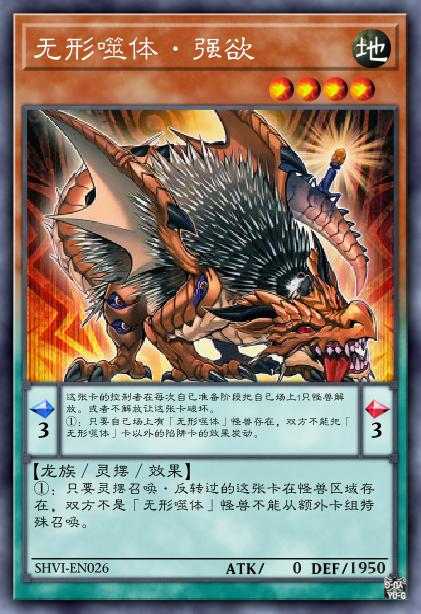 无形噬体·强欲
地
这张卡的控制者在每次自己准备阶段把自己场上1只怪兽解
放。或者不解放让这张卡破坏。
①：只要自己场上有「无形噬体」怪兽存在，双方不能把「
无形噬体」卡以外的陷阱卡的效果发动。
3
3
【龙族／灵摆／效果】
①：只要灵摆召唤·反转过的这张卡在怪兽区域存
在，双方不是「无形噬体」怪兽不能从额外卡组特
殊召唤。
SHVI-EN026
ATK/ 0 DEF/1950